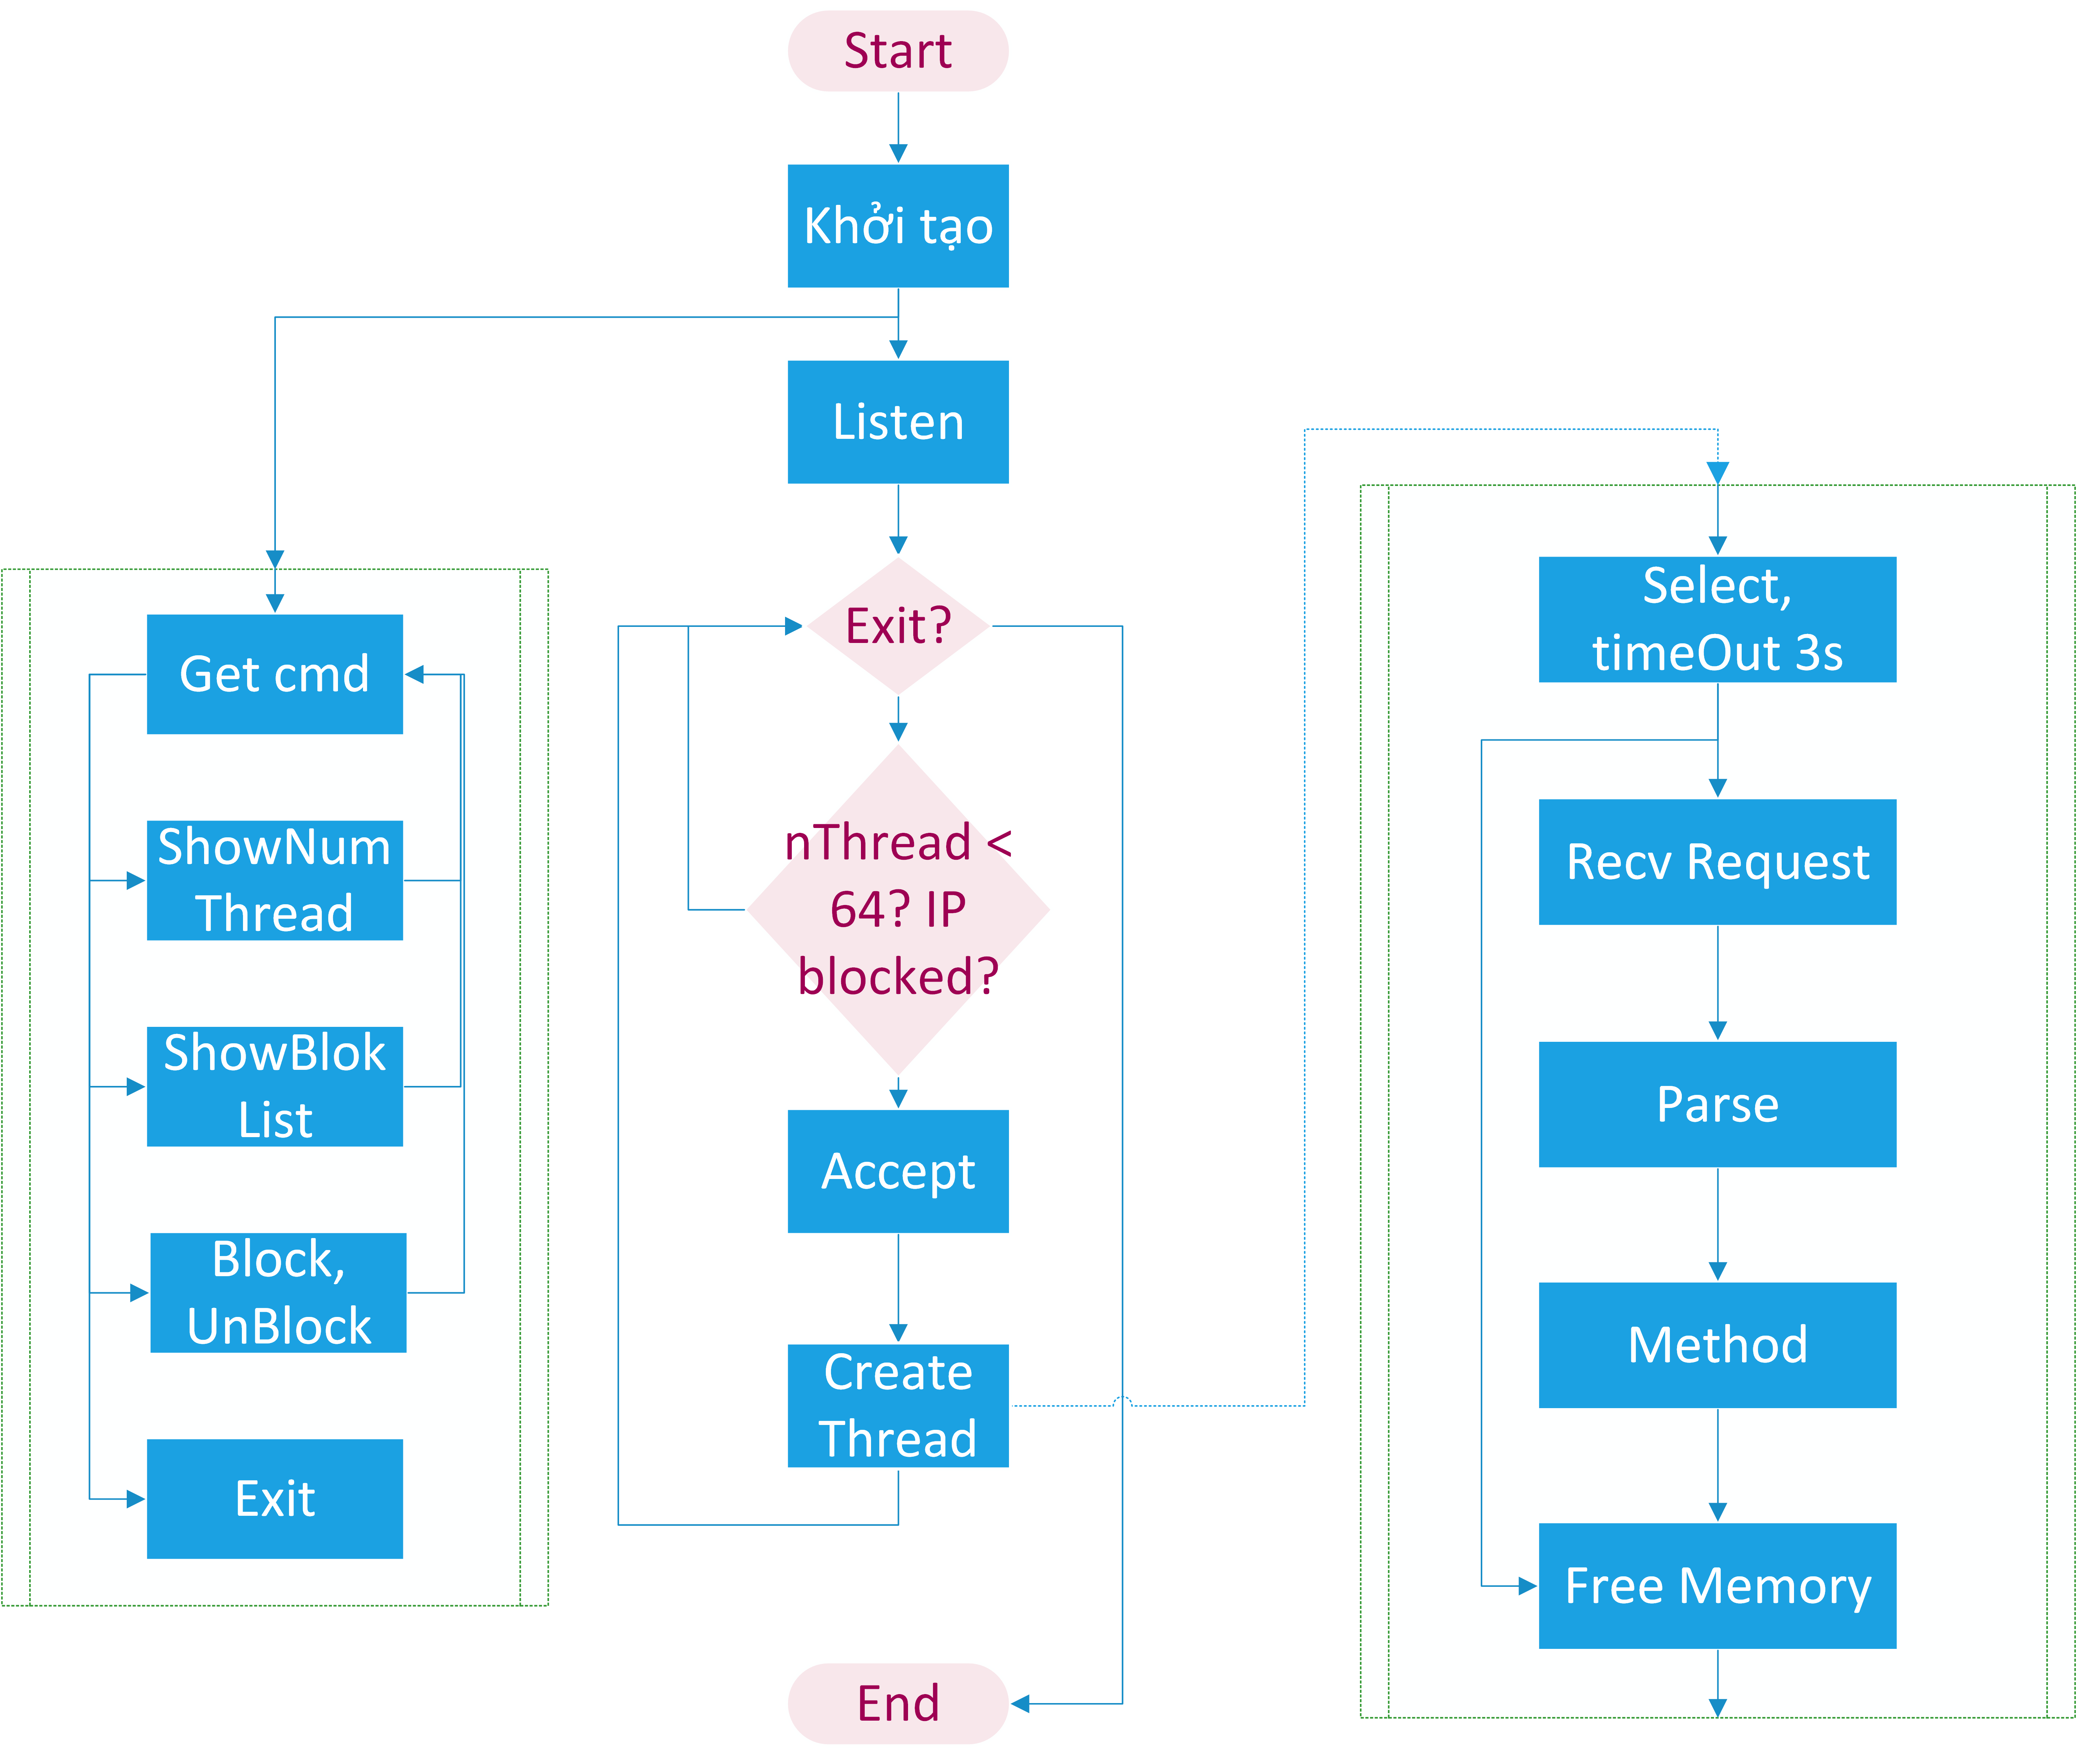 Start
Khởi tạo
Listen
Exit?
nThread <
64? IP
blocked?
Accept
Create
Thread
End
Get cmd
ShowNum
Thread
ShowBlok
List
Block,
UnBlock
Exit
Select,
timeOut 3s
Recv Request
Parse
Method
Free Memory